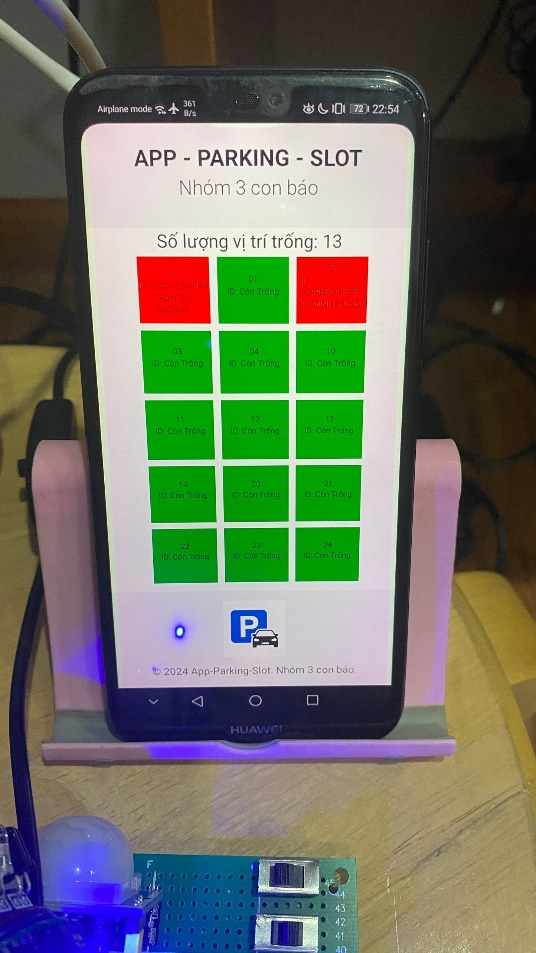 Airplane mode
361
B/s
72
22:54
APP - PARKING - SLOT
Nhóm 3 con báo
Số lượng vị trí trống: 13
01
ID: Còn Trống
03
ID: Còn Trống
04
ID: Còn Trống
10
ID: Còn Trống
11
ID: Còn Trống
12
ID: Còn Trống
13
ID: Còn Trống
14
ID: Còn Trống
20
ID: Còn Trống
21
ID: Còn Trống
22
ID: Còn Trống
23
ID: Còn Trống
24
ID: Còn Trống
P
© 2024 App-Parking-Slot. Nhóm 3 con báo.
HUAWEI
F
44
43
42
41
40